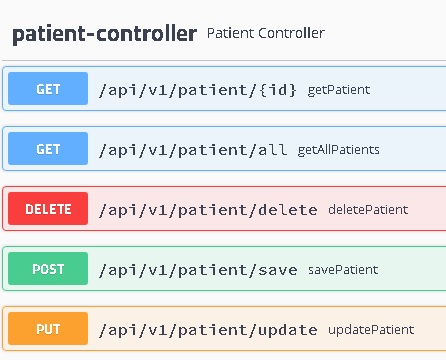 patient-controller Patient Controller
GET /api/v1/patient/{id} getPatient
GET /api/v1/patient/all getAllPatients
DELETE /api/v1/patient/delete deletePatient
POST /api/v1/patient/save savePatient
PUT /api/v1/patient/update updatePatient